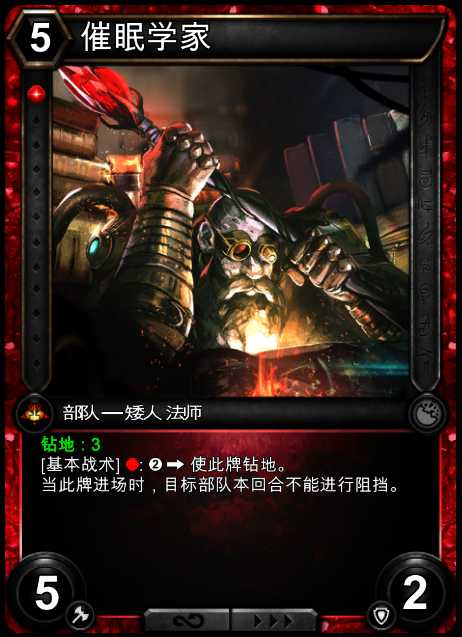 5
催眠学家
部队 — 矮人 法师
钻地：3
[基本战术] : ❷ ➡ 使此牌钻地。
当此牌进场时，目标部队本回合不能进行阻挡。
5
2